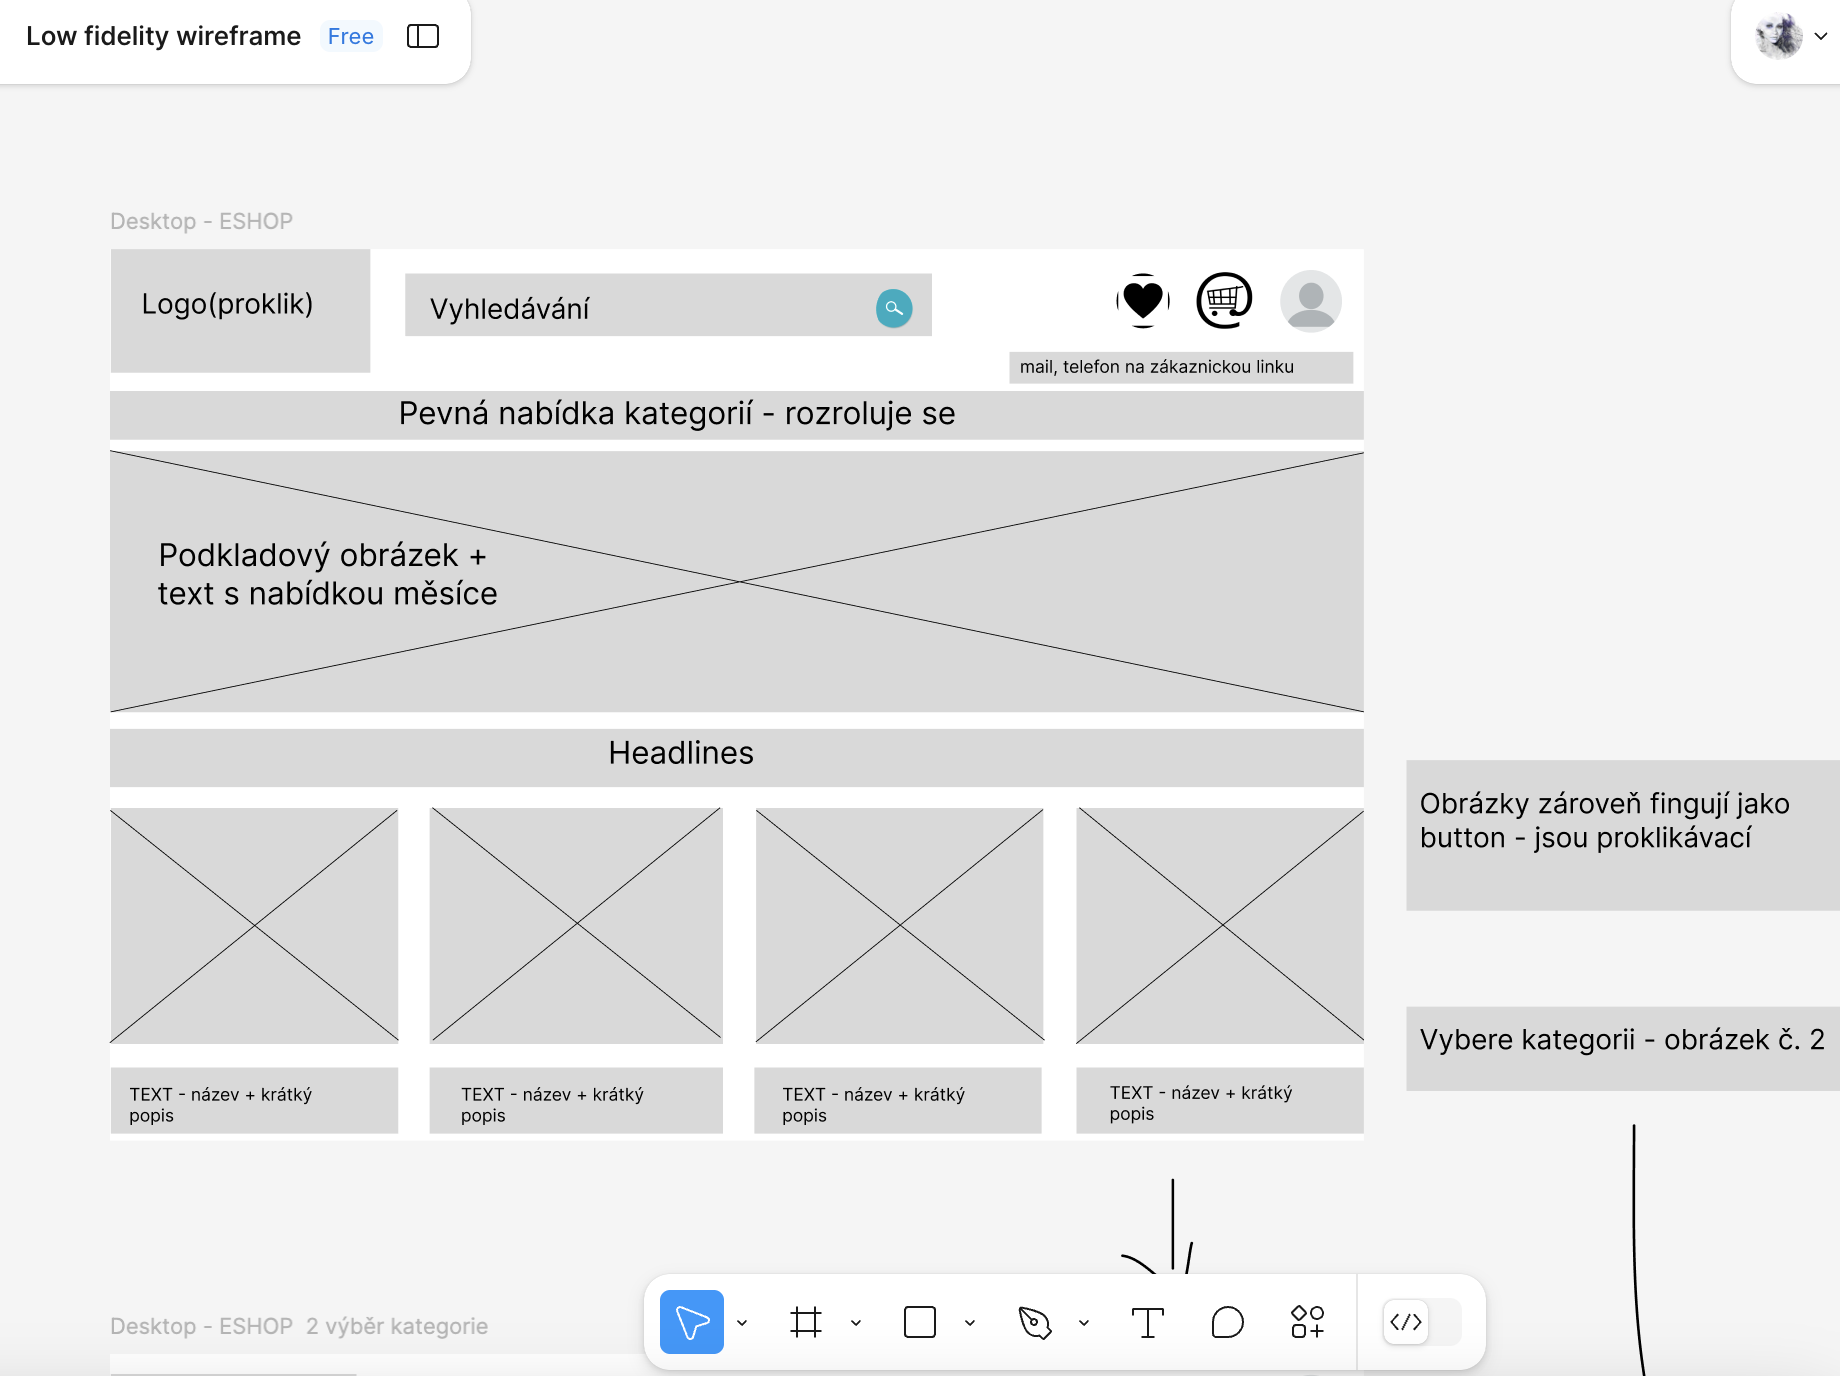 Low fidelity wireframe Free
Desktop - ESHOP
Logo(proklik)
Vyhledávání
mail, telefon na zákaznickou linku
Pevná nabídka kategorií - rozroluje se
Podkladový obrázek +
text s nabídkou měsíce
Headlines
TEXT - název + krátký
popis
TEXT - název + krátký
popis
TEXT - název + krátký
popis
TEXT - název + krátký
popis
Obrázky zároveň fingují jako
button - jsou proklikávací
Vybere kategorii - obrázek č. 2
Desktop - ESHOP 2 výběr kategorie